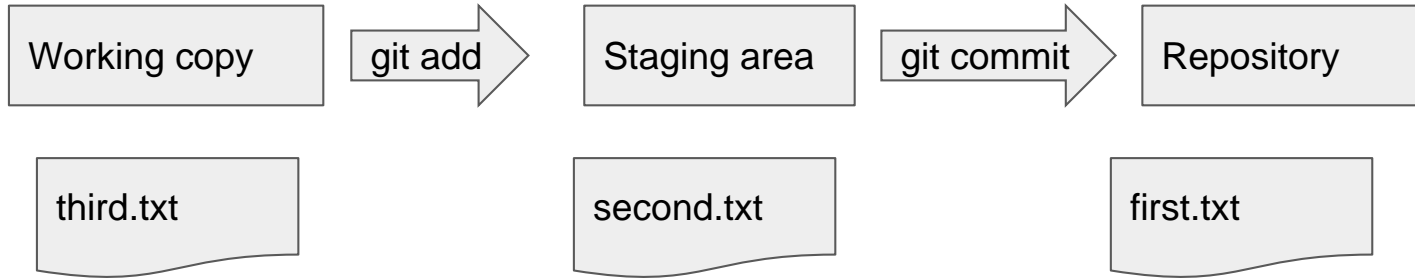 Working copy
git add
Staging area
git commit
Repository
third.txt
second.txt
first.txt